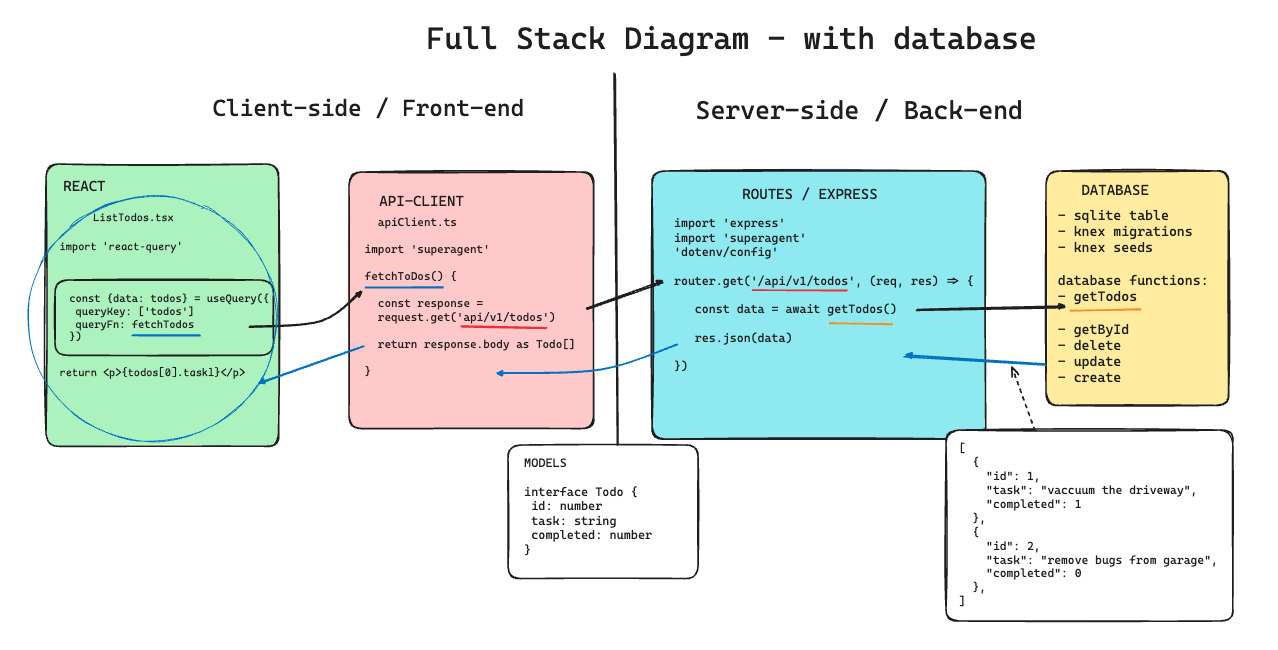 Full Stack Diagram - with database
Client-side / Front-end
Server-side / Back-end
REACT
ListTodos.tsx
import 'react-query'
const {data: todos} = useQuery({
queryKey: ['todos']
queryFn: fetchTodos
})
return <p>{todos[0].task1}</p>
API-CLIENT
apiClient.ts
import 'superagent'
fetchToDos() {
const response =
request.get('api/v1/todos')
return response.body as Todo[]
}
ROUTES / EXPRESS
import 'express'
import 'superagent'
'dotenv/config'
router.get('/api/v1/todos', (req, res) => {
const data = await getTodos()
res.json(data)
})
DATABASE
- sqlite table
- knex migrations
- knex seeds
database functions:
- getTodos
- getById
- delete
- update
- create
MODELS
interface Todo {
id: number
task: string
completed: number
}
[
{
"id": 1,
"task": "vaccuum the driveway",
"completed": 1
},
{
"id": 2,
"task": "remove bugs from garage",
"completed": 0
},
]